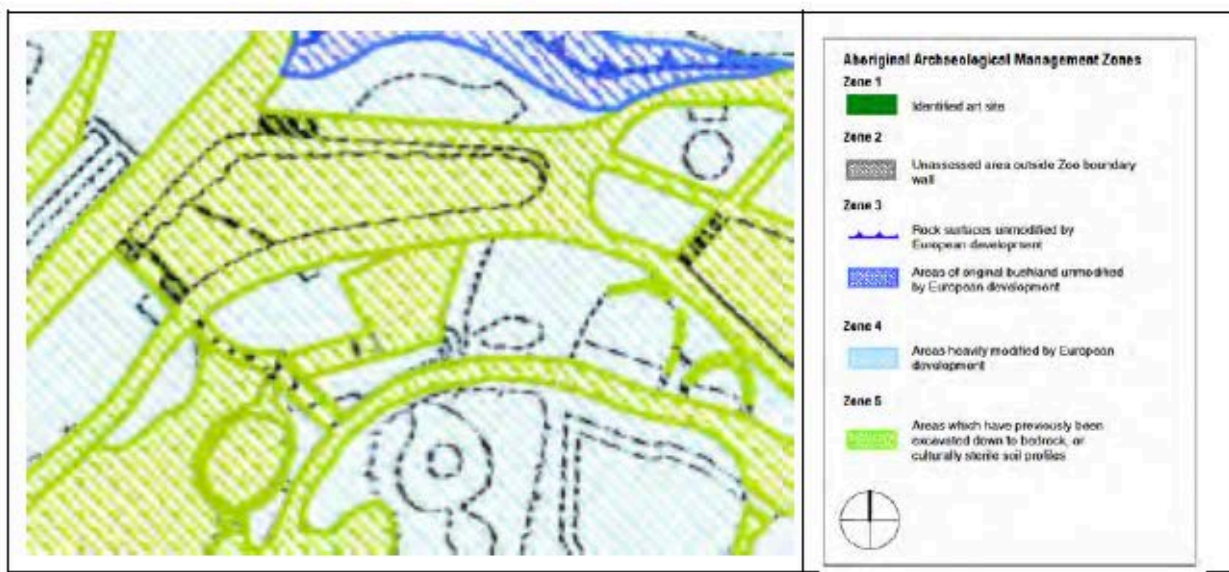 Aboriginal Archaeological Management Zones
Zone 1
Identified art site
Zone 2
Unassessed area outside Zoo boundary
wall
Zone 3
Rock surfaces unmodified by
European development
Areas of original bushland unmodified
by European development
Zone 4
Areas heavily modified by European
development
Zone 5
Areas which have previously been
excavated down to bedrock, or
culturally sterile soil profiles